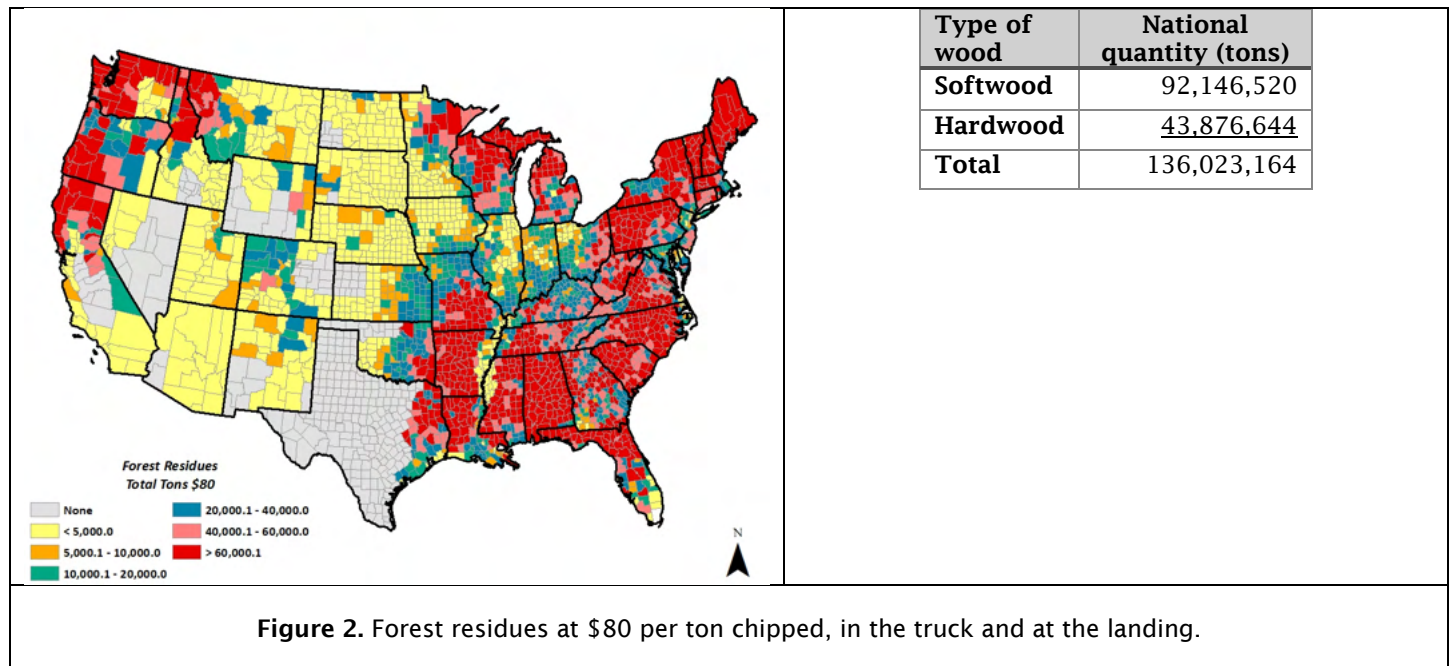 Forest Residues
Total Tons $80
None
< 5,000.0
5,000.1 - 10,000.0
10,000.1 - 20,000.0
20,000.1 - 40,000.0
40,000.1 - 60,000.0
> 60,000.1
N
Type of wood National quantity (tons)
Softwood 92,146,520
Hardwood 43,876,644
Total 136,023,164
Figure 2. Forest residues at $80 per ton chipped, in the truck and at the landing.